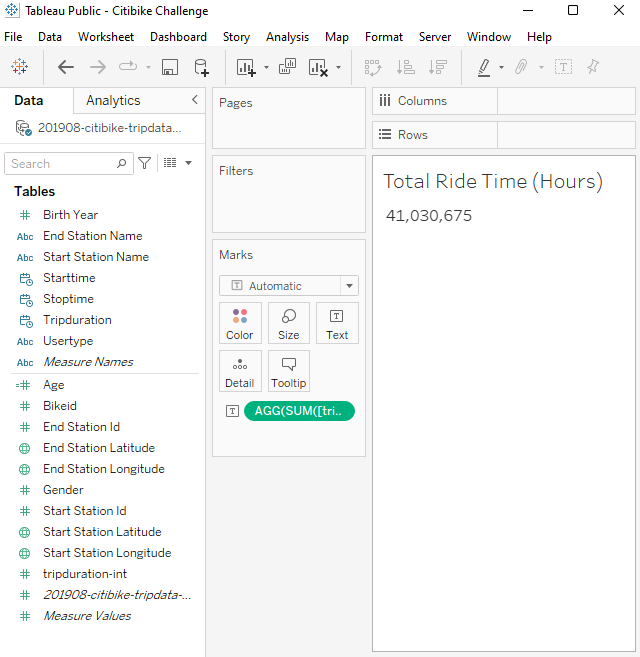 Tableau Public - Citibike Challenge
File Data Worksheet Dashboard Story Analysis Map Format Server Window Help
Data Analytics
201908-citibike-tripdata...
Search
Tables
Birth Year
Abc End Station Name
Abc Start Station Name
Starttime
Stoptime
Tripduration
Abc Usertype
Abc Measure Names
Age
Bikeid
End Station Id
End Station Latitude
End Station Longitude
Gender
Start Station Id
Start Station Latitude
Start Station Longitude
tripduration-int
201908-citibike-tripdata-...
Measure Values
Pages
Filters
Marks
T Automatic
Color Size Text
Detail Tooltip
T AGG(SUM([tri..
Columns
Rows
Total Ride Time (Hours)
41,030,675